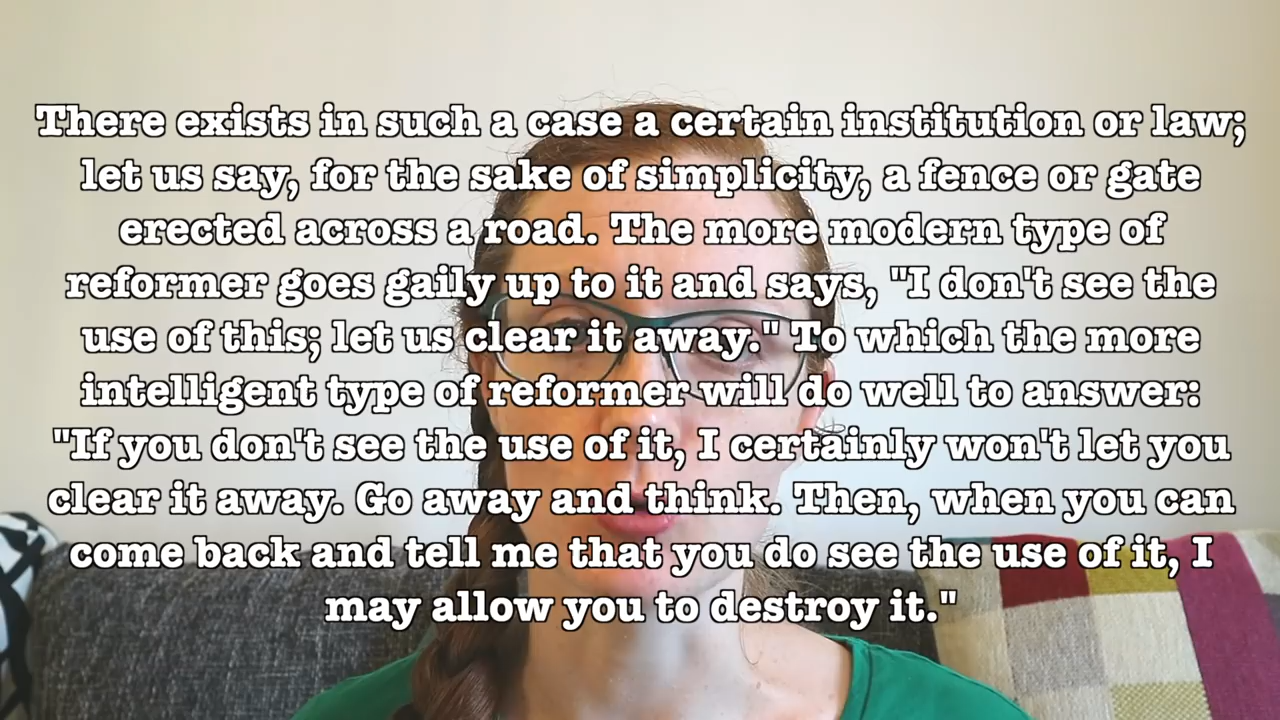 There exists in such a case a certain institution or law;
let us say, for the sake of simplicity, a fence or gate
erected across a road. The more modern type of
reformer goes gaily up to it and says, "I don't see the
use of this; let us clear it away." To which the more
intelligent type of reformer will do well to answer:
"If you don't see the use of it, I certainly won't let you
clear it away. Go away and think. Then, when you can
come back and tell me that you do see the use of it, I
may allow you to destroy it."